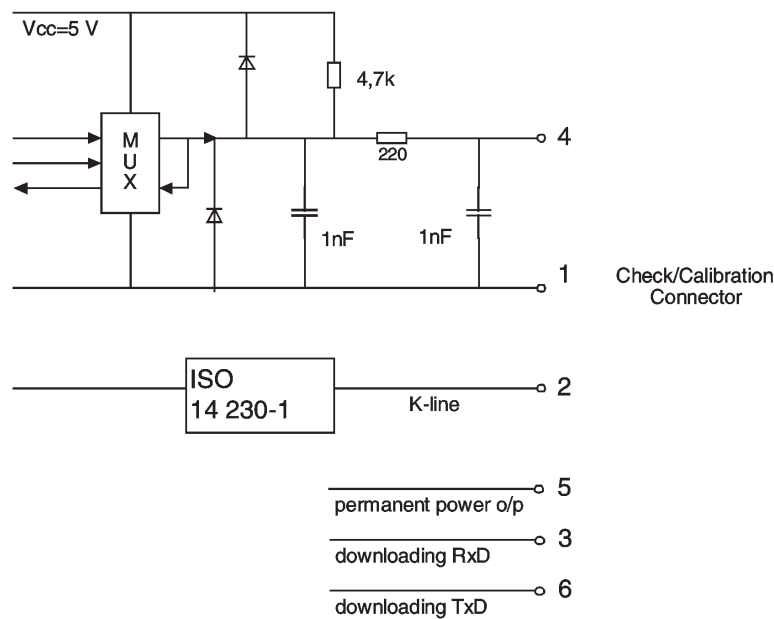 Vcc=5 V
4,7k
M
U
X
4
220
1nF
1nF
1
Check/Calibration
Connector
ISO
14 230-1
K-line
2
5
permanent power o/p
3
downloading RxD
6
downloading TxD